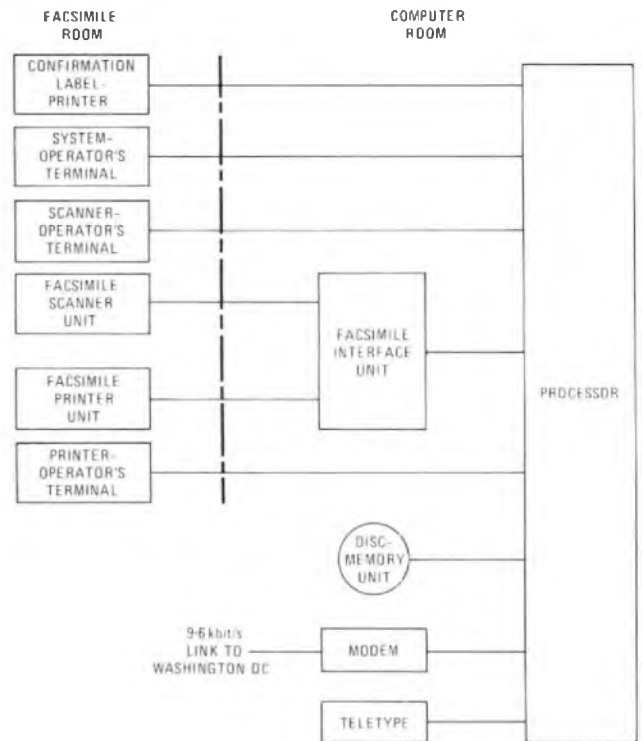 FACSIMILE
ROOM
COMPUTER
ROOM
CONFIRMATION
LABEL-
PRINTER
SYSTEM-
OPERATOR'S
TERMINAL
SCANNER-
OPERATOR'S
TERMINAL
FACSIMILE
SCANNER
UNIT
FACSIMILE
INTERFACE
UNIT
FACSIMILE
PRINTER
UNIT
PROCESSOR
PRINTER-
OPERATOR'S
TERMINAL
DISC-
MEMORY
UNIT
9·6 kbit/s
LINK TO
WASHINGTON DC
MODEM
TELETYPE